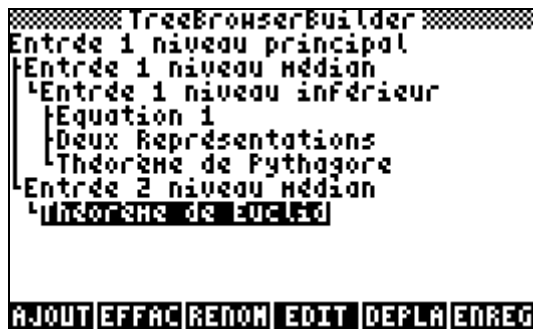 TreeBrowserBuilder
Entrée 1 niveau principal
Entrée 1 niveau médian
Entrée 1 niveau inférieur
Equation 1
Deux Représentations
Théorème de Pythagore
Entrée 2 niveau médian
Théorème de Euclid
AJOUT EFFAC RENOM EDIT DEPLA ENREG